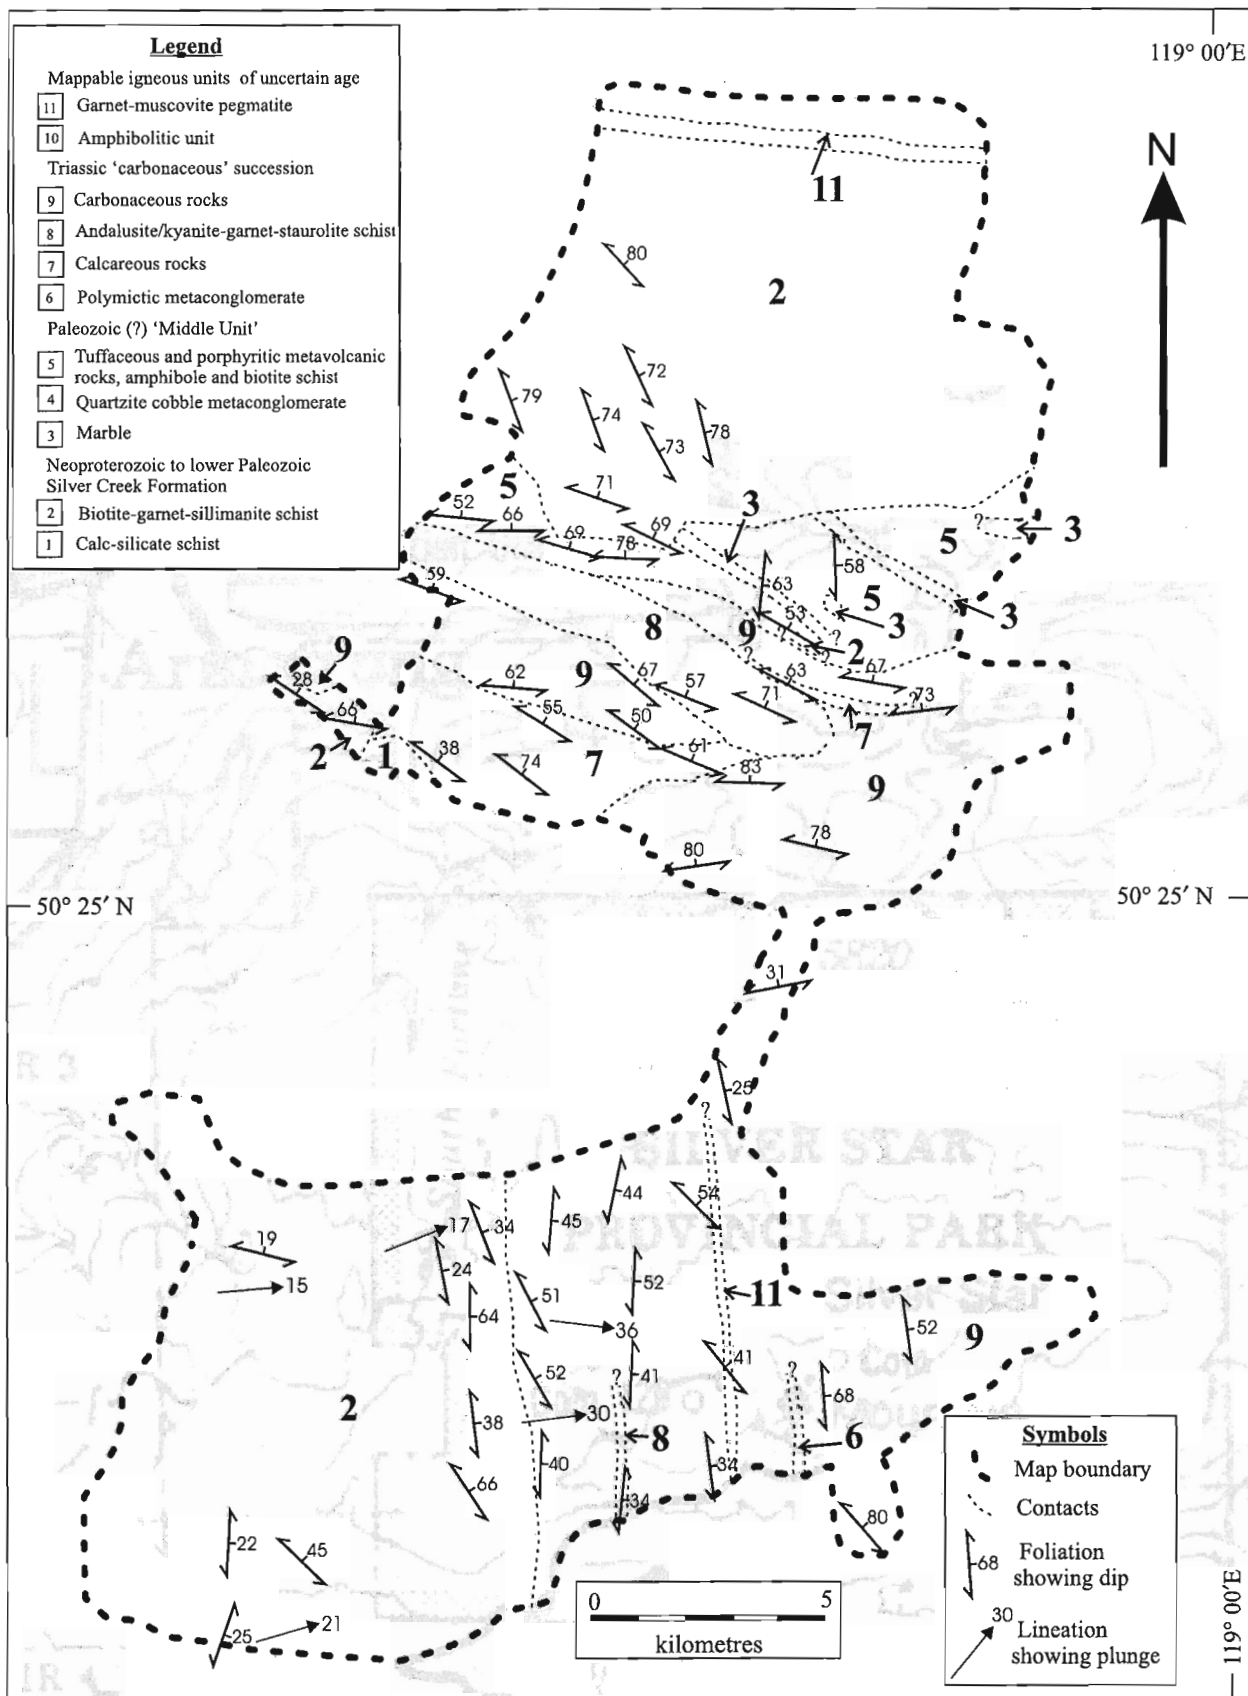 Legend
Mappable igneous units of uncertain age
11 Garnet-muscovite pegmatite
10 Amphibolitic unit
Triassic 'carbonaceous' succession
9 Carbonaceous rocks
8 Andalusite/kyanite-garnet-staurolite schist
7 Calcareous rocks
6 Polymictic metaconglomerate
Paleozoic (?) 'Middle Unit'
5 Tuffaceous and porphyritic metavolcanic
rocks, amphibole and biotite schist
4 Quartzite cobble metaconglomerate
3 Marble
Neoproterozoic to lower Paleozoic
Silver Creek Formation
2 Biotite-garnet-sillimanite schist
1 Calc-silicate schist
119° 00′E
N
11
80
2
72
79
74
73
78
5
71
3
52
66
69
69
78
?
5
3
58
59
63
5
8
9
53
?
3
3
?
?
2
?
9
28
62
9
67
57
?
63
67
66
55
50
71
73
?
2
1
38
74
7
61
7
83
9
78
80
50° 25′ N
50° 25′ N
31
25
?
SILVER STAR
PROVINCIAL PARK
Silver Star
44
54
17
34
45
19
15
24
52
51
11
64
36
52
9
52
41
41
?
?
68
2
38
30
8
6
40
34
66
34
80
22
45
25
21
0 5
kilometres
Symbols
Map boundary
Contacts
68 Foliation
showing dip
30 Lineation
showing plunge
119° 00′E